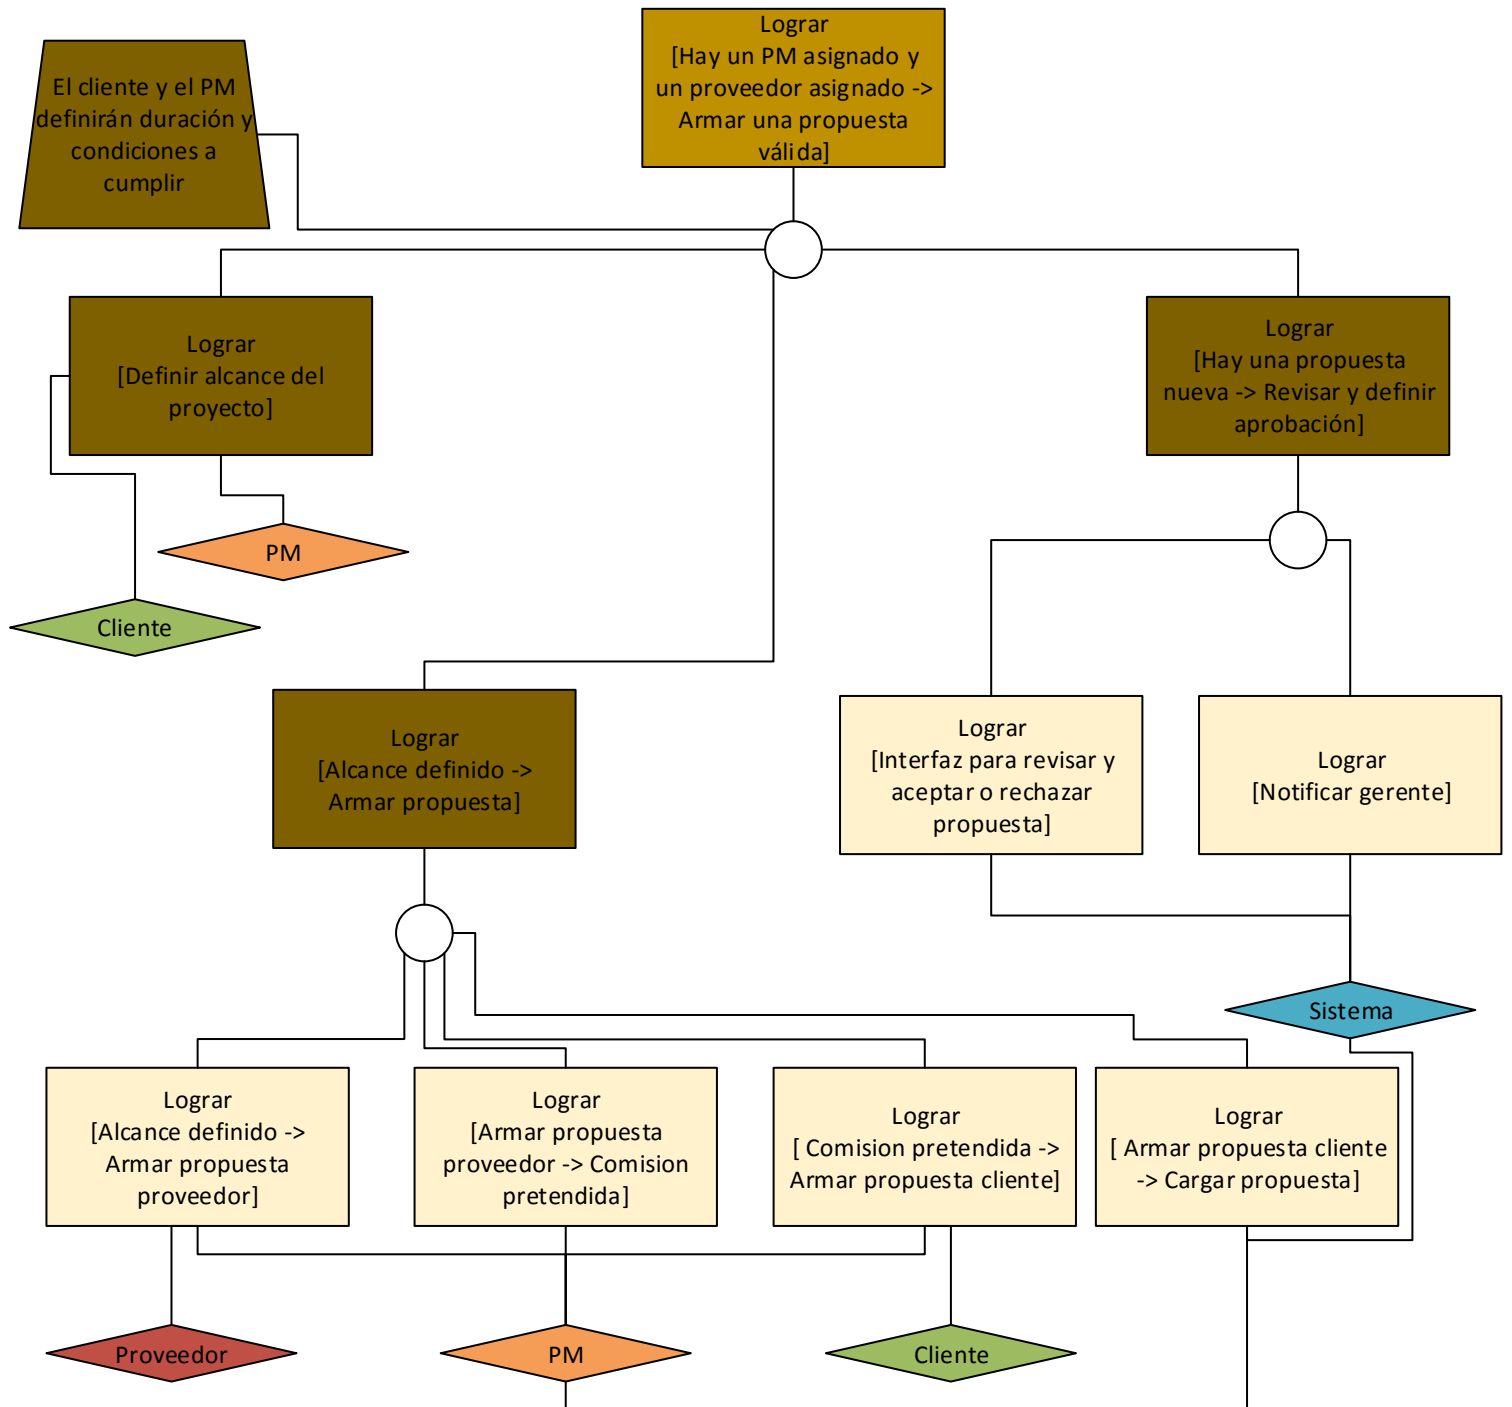 Lograr
[Hay un PM asignado y
un proveedor asignado ->
Armar una propuesta
válida]
El cliente y el PM
definirán duración y
condiciones a
cumplir
Lograr
[Definir alcance del
proyecto]
Lograr
[Hay una propuesta
nueva -> Revisar y definir
aprobación]
PM
Cliente
Lograr
[Alcance definido ->
Armar propuesta]
Lograr
[Interfaz para revisar y
aceptar o rechazar
propuesta]
Lograr
[Notificar gerente]
Sistema
Lograr
[Alcance definido ->
Armar propuesta
proveedor]
Lograr
[Armar propuesta
proveedor -> Comision
pretendida]
Lograr
[ Comision pretendida ->
Armar propuesta cliente]
Lograr
[ Armar propuesta cliente
-> Cargar propuesta]
Proveedor
PM
Cliente